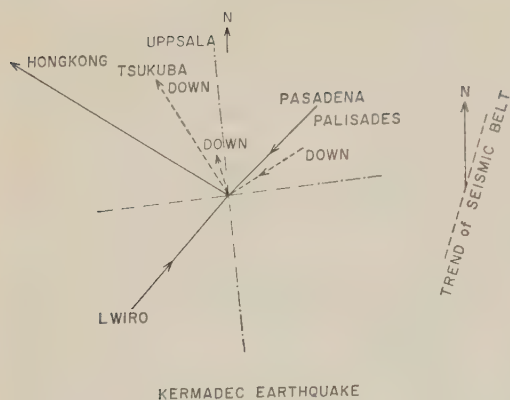 N
UPPSALA
HONGKONG
TSUKUBA
DOWN
PASADENA
PALISADES
N
DOWN
DOWN
TREND of SEISMIC BELT
LWIRO
KERMADEC EARTHQUAKE